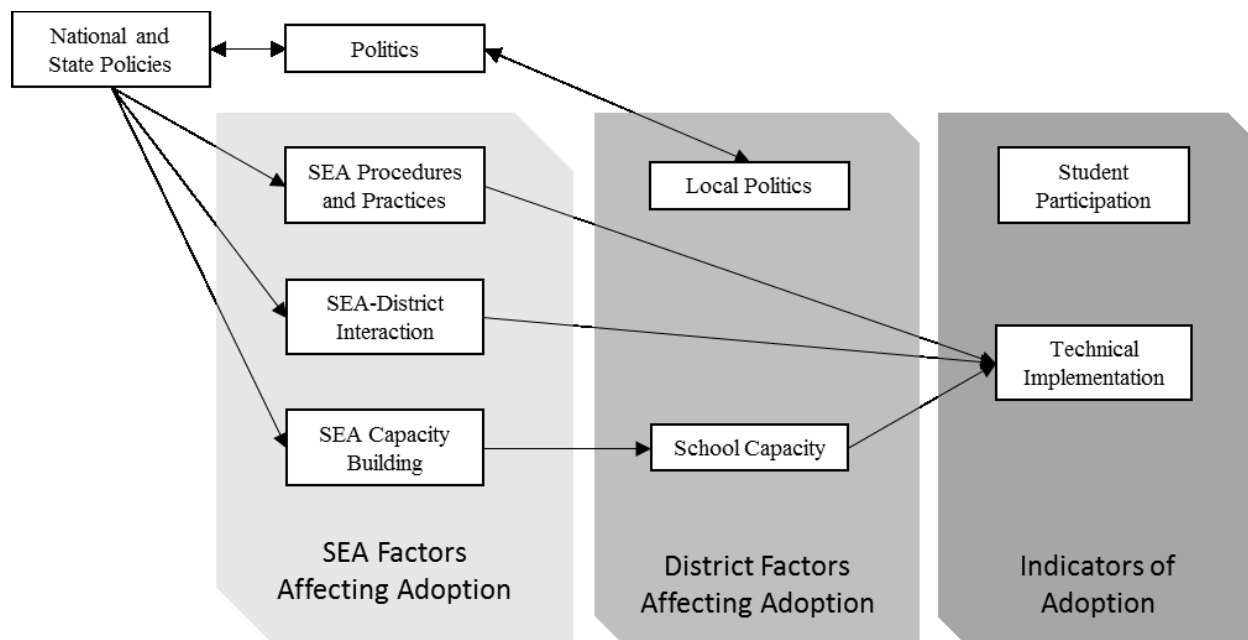 National and
State Policies
Politics
SEA Procedures
and Practices
Local Politics
Student
Participation
SEA-District
Interaction
Technical
Implementation
SEA Capacity
Building
School Capacity
SEA Factors
Affecting Adoption
District Factors
Affecting Adoption
Indicators of
Adoption